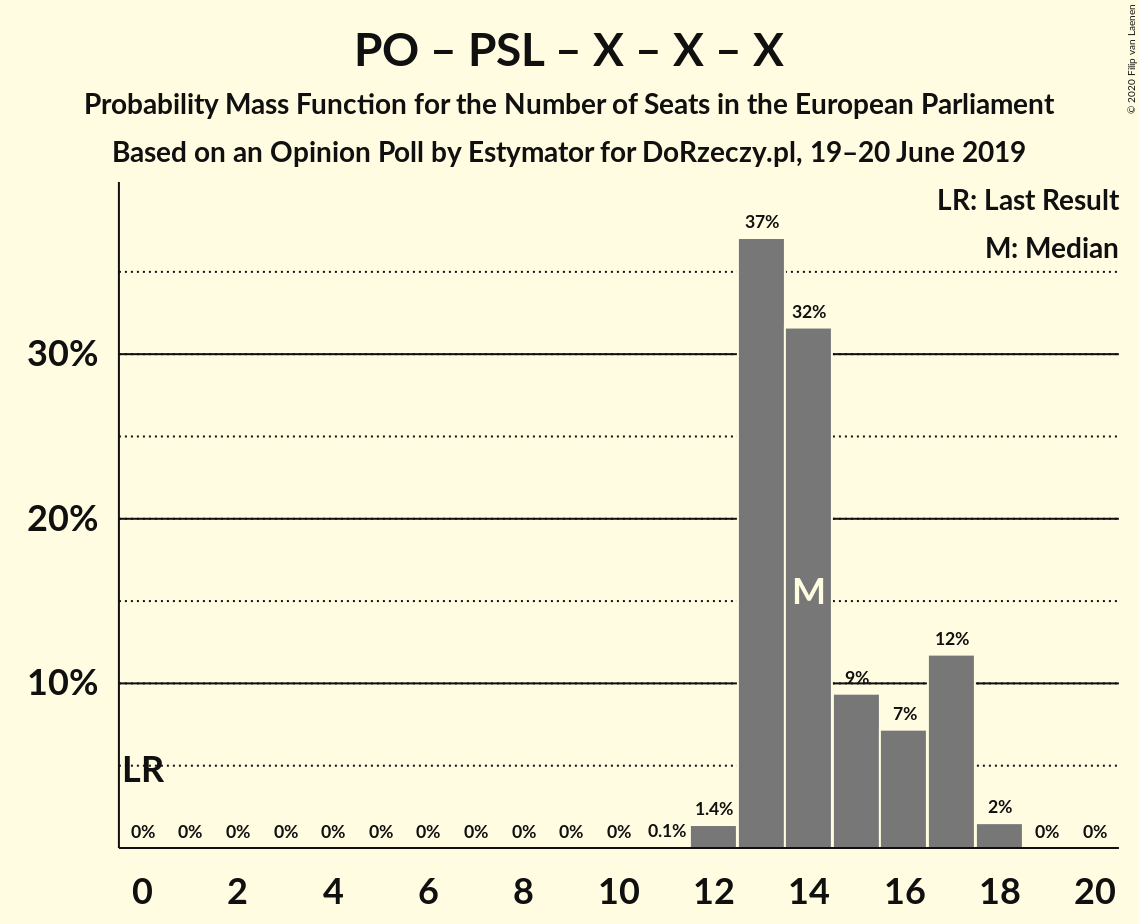 PO – PSL – X – X – X
Probability Mass Function for the Number of Seats in the European Parliament
Based on an Opinion Poll by Estymator for DoRzeczy.pl, 19–20 June 2019
© 2020 Filip van Laenen
LR: Last Result
M: Median
37%
32%
30%
20%
M
12%
10%
9%
7%
LR
1.4%
2%
0% 0% 0% 0% 0% 0% 0% 0% 0% 0% 0% 0.1% 0% 0%
0 2 4 6 8 10 12 14 16 18 20